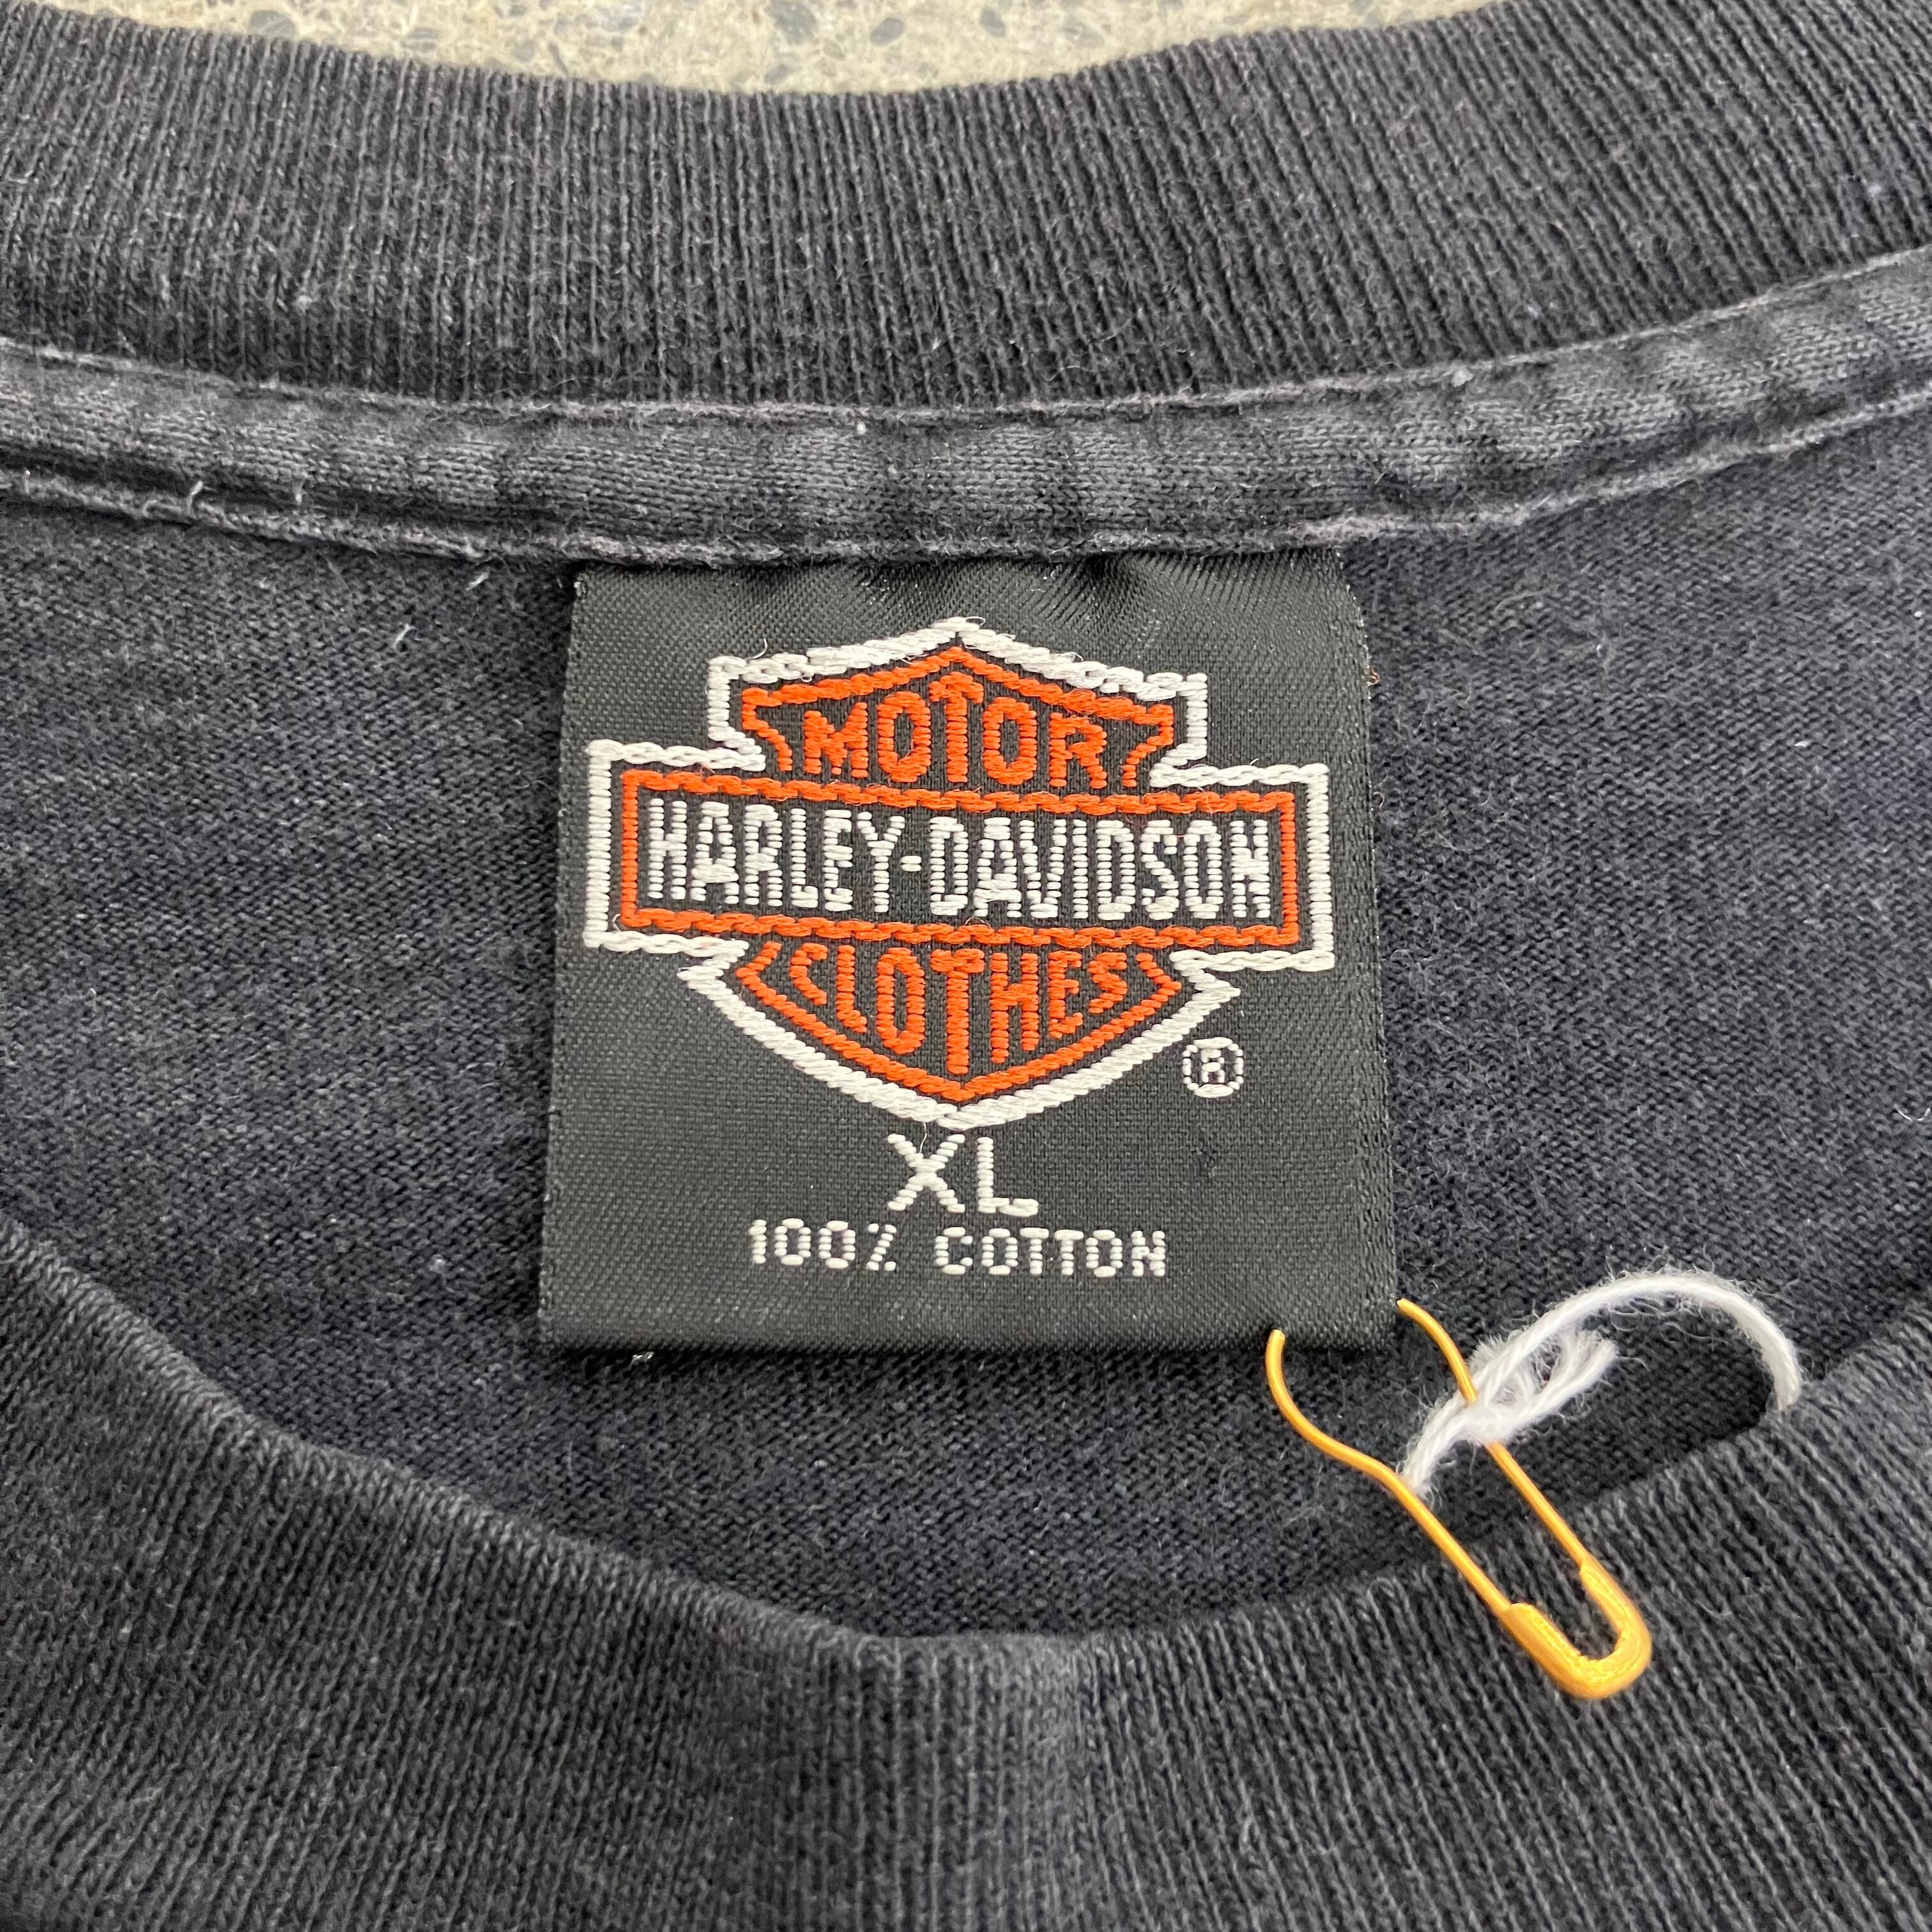 MOTOR
HARLEY-DAVIDSON
CLOTHES
®
XL
100% COTTON